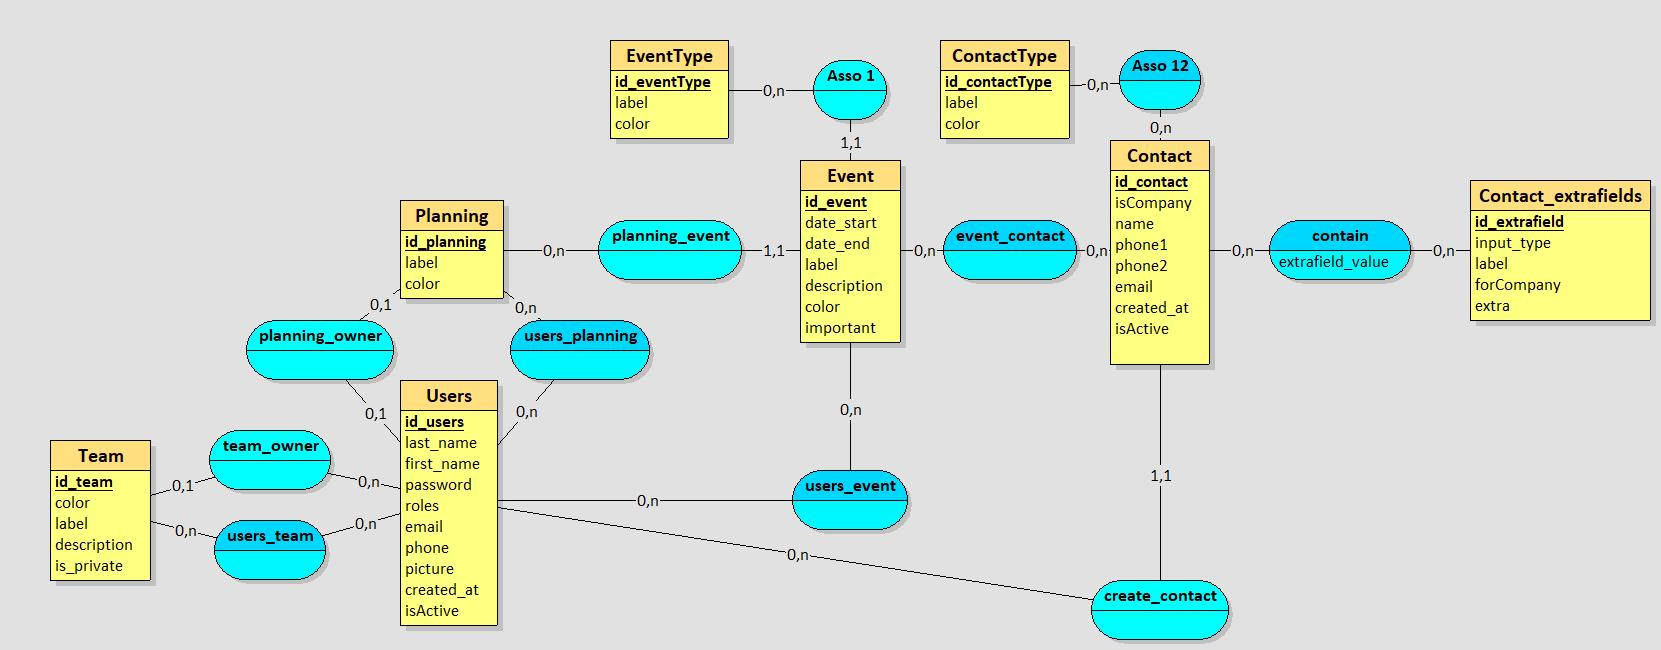 EventType
id_eventType
label
color
0,n
Asso 1
1,1
ContactType
id_contactType
label
color
0,n
Asso 12
0,n
Planning
id_planning
label
color
0,n
planning_event
1,1
Event
id_event
date_start
date_end
label
description
color
important
0,n
event_contact
0,n
Contact
id_contact
isCompany
name
phone1
phone2
email
created_at
isActive
0,n
contain
extrafield_value
0,n
Contact_extrafields
id_extrafield
input_type
label
forCompany
extra
0,1
planning_owner
0,1
0,n
users_planning
0,n
Users
id_users
last_name
first_name
password
roles
email
phone
picture
created_at
isActive
Team
id_team
color
label
description
is_private
0,1
team_owner
0,n
0,n
users_team
0,n
0,n
users_event
0,n
0,n
create_contact
1,1